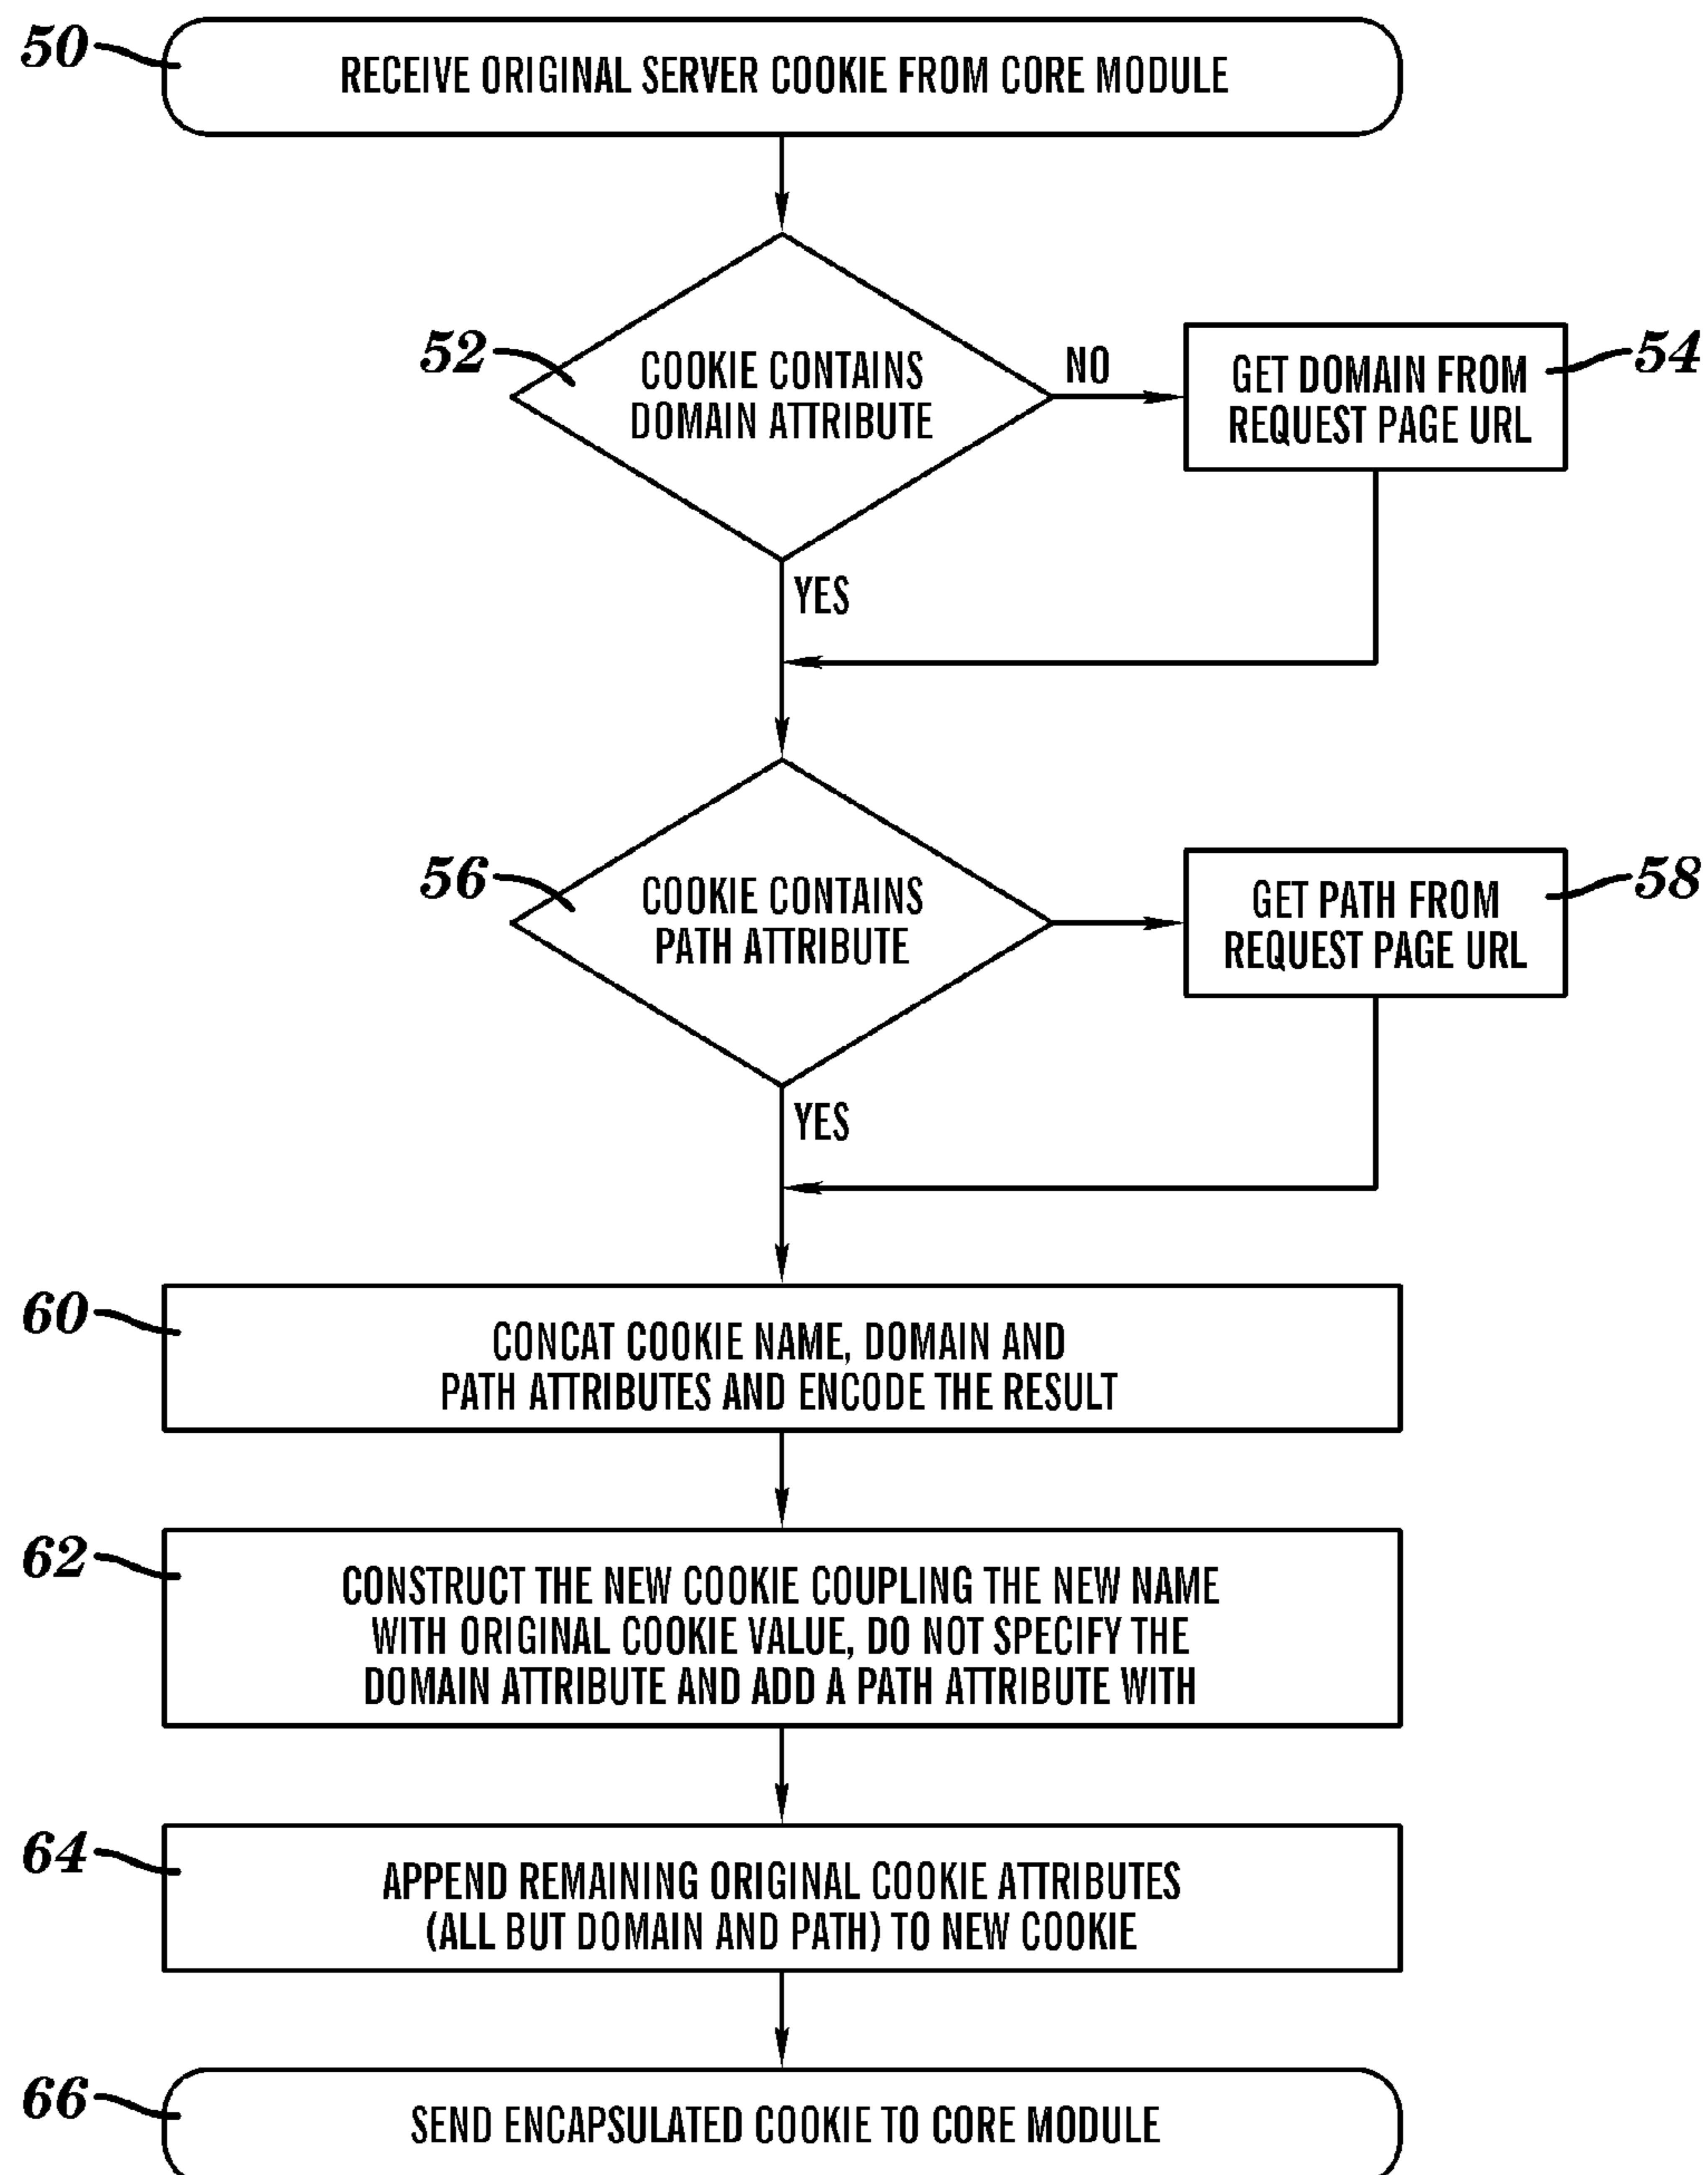 50
RECEIVE ORIGINAL SERVER COOKIE FROM CORE MODULE
52
COOKIE CONTAINS
DOMAIN ATTRIBUTE
NO
GET DOMAIN FROM
REQUEST PAGE URL
54
YES
56
COOKIE CONTAINS
PATH ATTRIBUTE
GET PATH FROM
REQUEST PAGE URL
58
YES
60
CONCAT COOKIE NAME, DOMAIN AND
PATH ATTRIBUTES AND ENCODE THE RESULT
62
CONSTRUCT THE NEW COOKIE COUPLING THE NEW NAME
WITH ORIGINAL COOKIE VALUE, DO NOT SPECIFY THE
DOMAIN ATTRIBUTE AND ADD A PATH ATTRIBUTE WITH
64
APPEND REMAINING ORIGINAL COOKIE ATTRIBUTES
(ALL BUT DOMAIN AND PATH) TO NEW COOKIE
66
SEND ENCAPSULATED COOKIE TO CORE MODULE